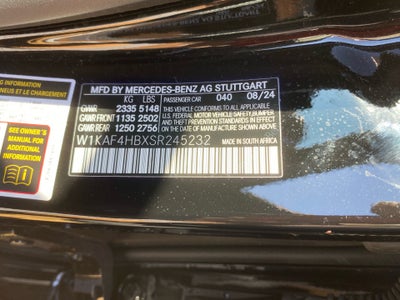 MFD BY MERCEDES-BENZ AG STUTTGART
KG LBS PASSENGER CAR 040 08/24
GVWR 2335 5148
GAWR FRONT 1135 2502
GAWR REAR 1250 2756
THIS VEHICLE CONFORMS TO ALL APPLICABLE
U.S. FEDERAL MOTOR VEHICLE SAFETY, BUMPER,
AND THEFT PREVENTION STANDARDS IN EFFECT
ON THE DATE OF MANUFACTURE SHOWN ABOVE.
W1KAF4HBXSR245232
MADE IN SOUTH AFRICA
SEE OWNER'S
MANUAL FOR
ADDITIONAL
INFORMATION